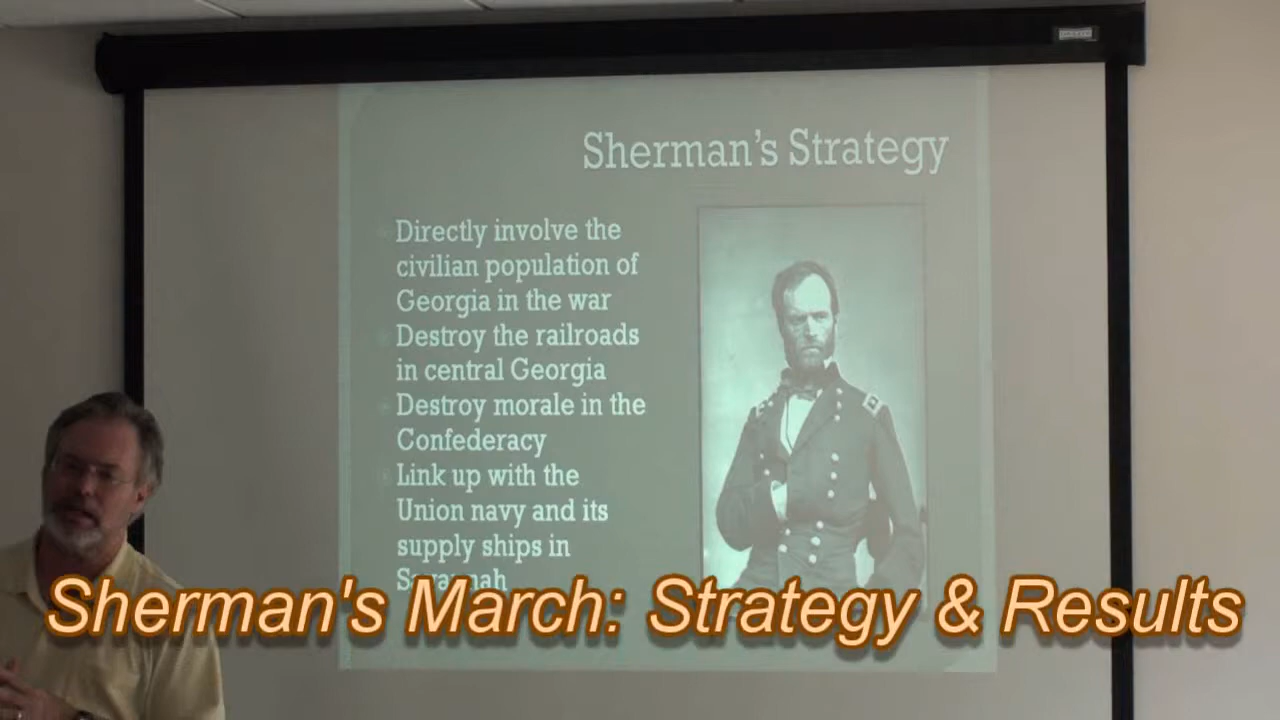 Sherman's Strategy
Directly involve the
civilian population of
Georgia in the war
Destroy the railroads
in central Georgia
Destroy morale in the
Confederacy
Link up with the
Union navy and its
supply ships in
Savannah
Sherman's March: Strategy & Results